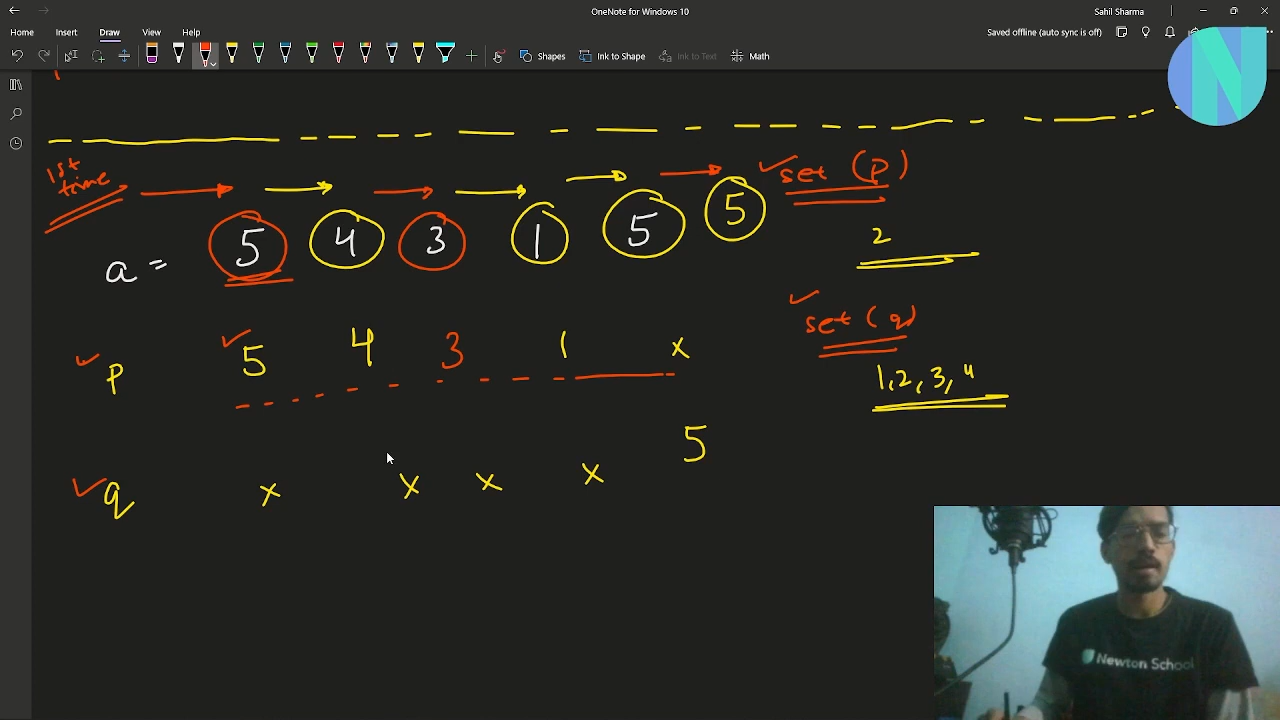 OneNote for Windows 10
Sahil Sharma
Home Insert Draw View Help
Saved offline (auto sync is off)
Shapes Ink to Shape Ink to Text Math
1st time
set (p)
a = 5 4 3 1 5 5
2
set (q)
p 5 4 3 1 x
1, 2, 3, 4
5
q x x x x
Newton School